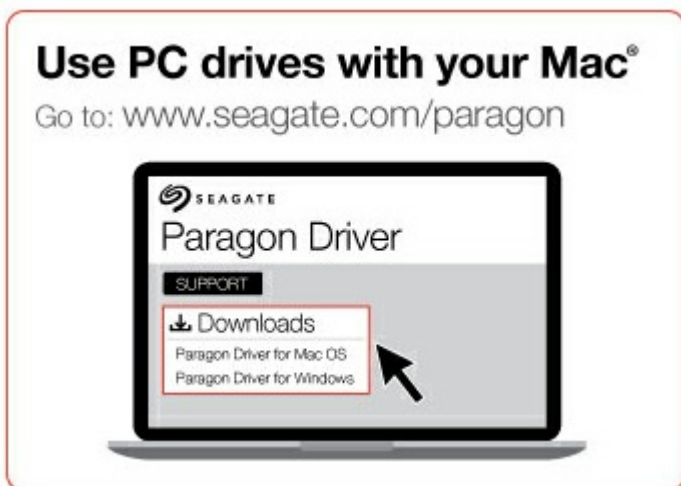 Use PC drives with your Mac®
Go to: www.seagate.com/paragon
SEAGATE
Paragon Driver
SUPPORT
Downloads
Paragon Driver for Mac OS
Paragon Driver for Windows